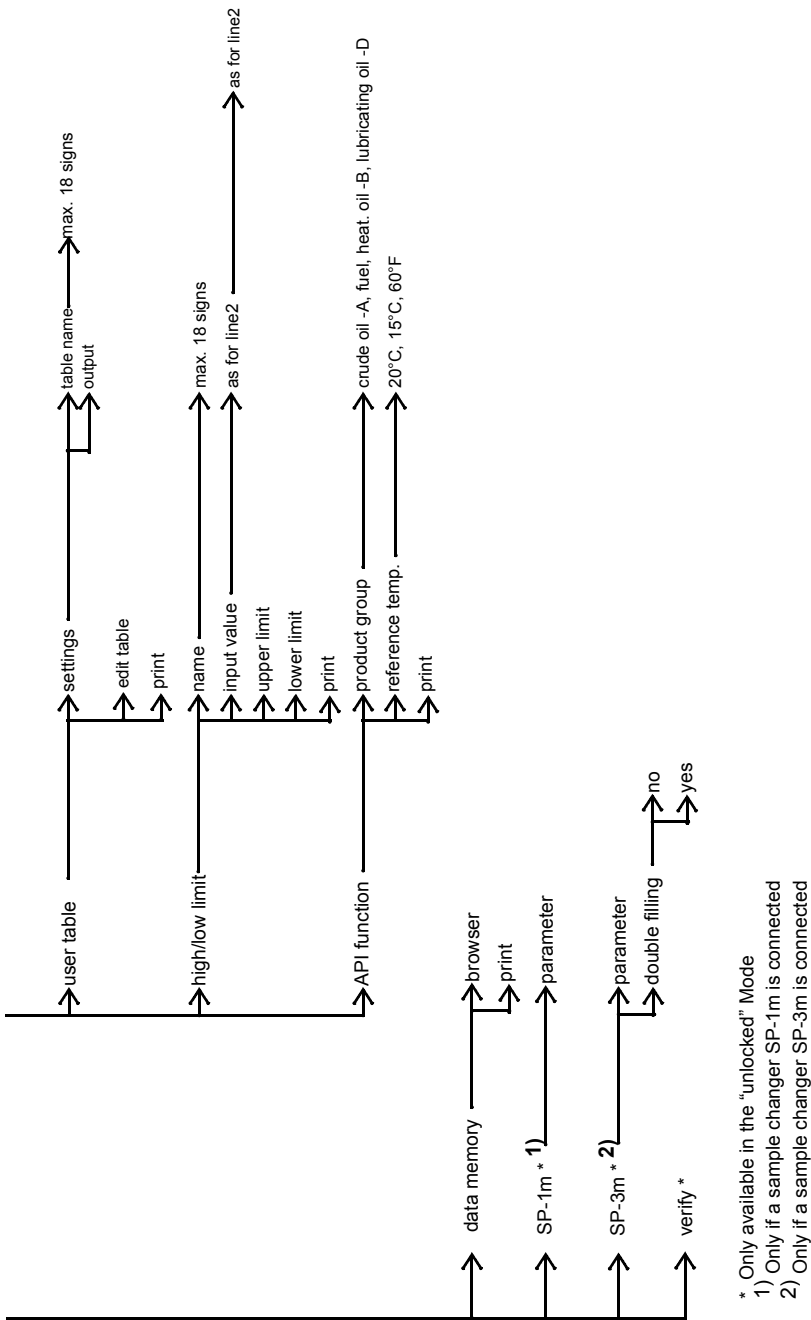 user table
settings
table name
max. 18 signs
output
edit table
print
high/low limit
name
max. 18 signs
input value
as for line2
as for line2
upper limit
lower limit
print
API function
product group
crude oil -A, fuel, heat. oil -B, lubricating oil -D
reference temp.
20°C, 15°C, 60°F
print
data memory
browser
print
SP-1m * 1)
parameter
SP-3m * 2)
parameter
double filling
no
yes
verify *
* Only available in the "unlocked" Mode
1) Only if a sample changer SP-1m is connected
2) Only if a sample changer SP-3m is connected